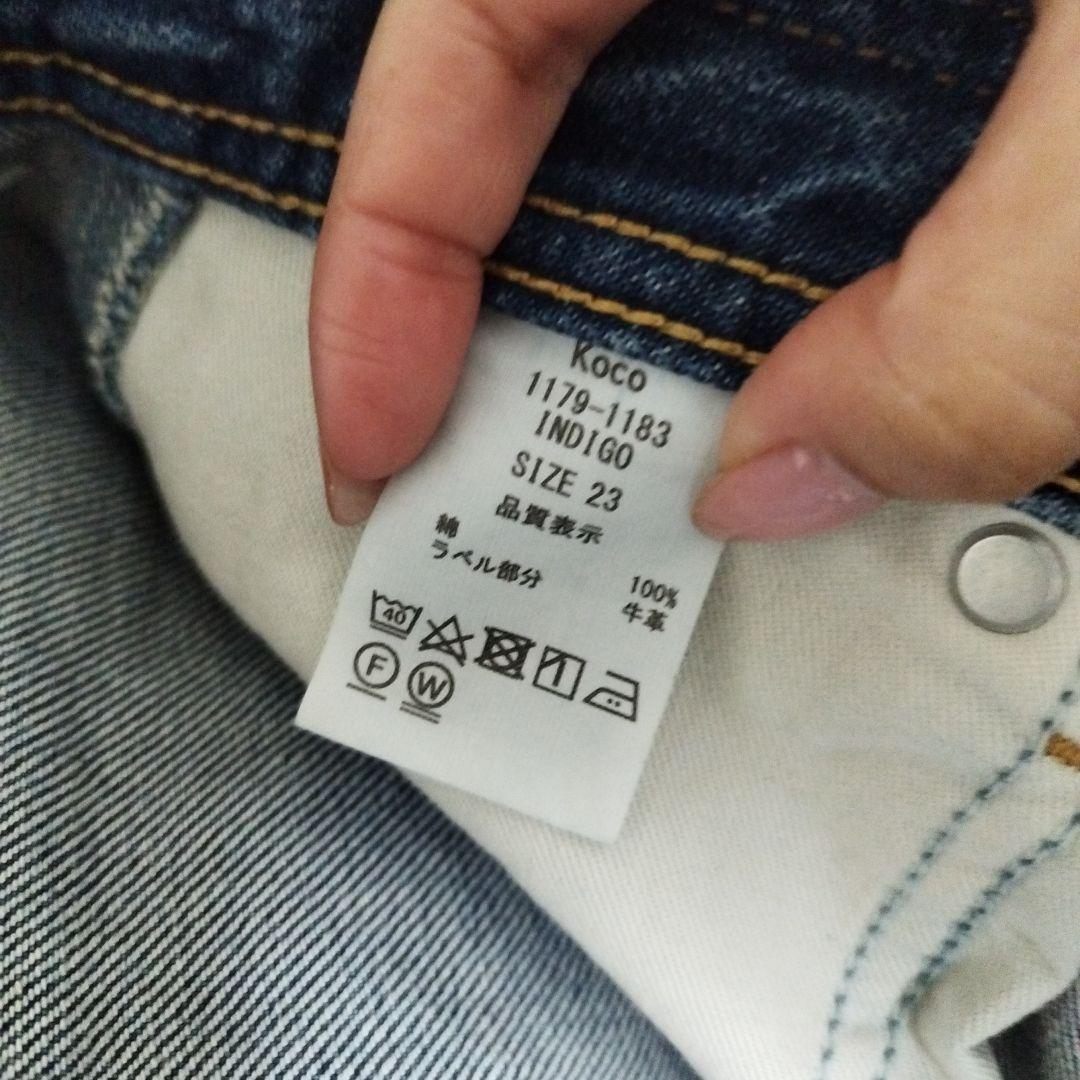 Koco
1179-1183
INDIGO
SIZE 23
品質表示
綿 100%
ラベル部分 牛革
40
F W